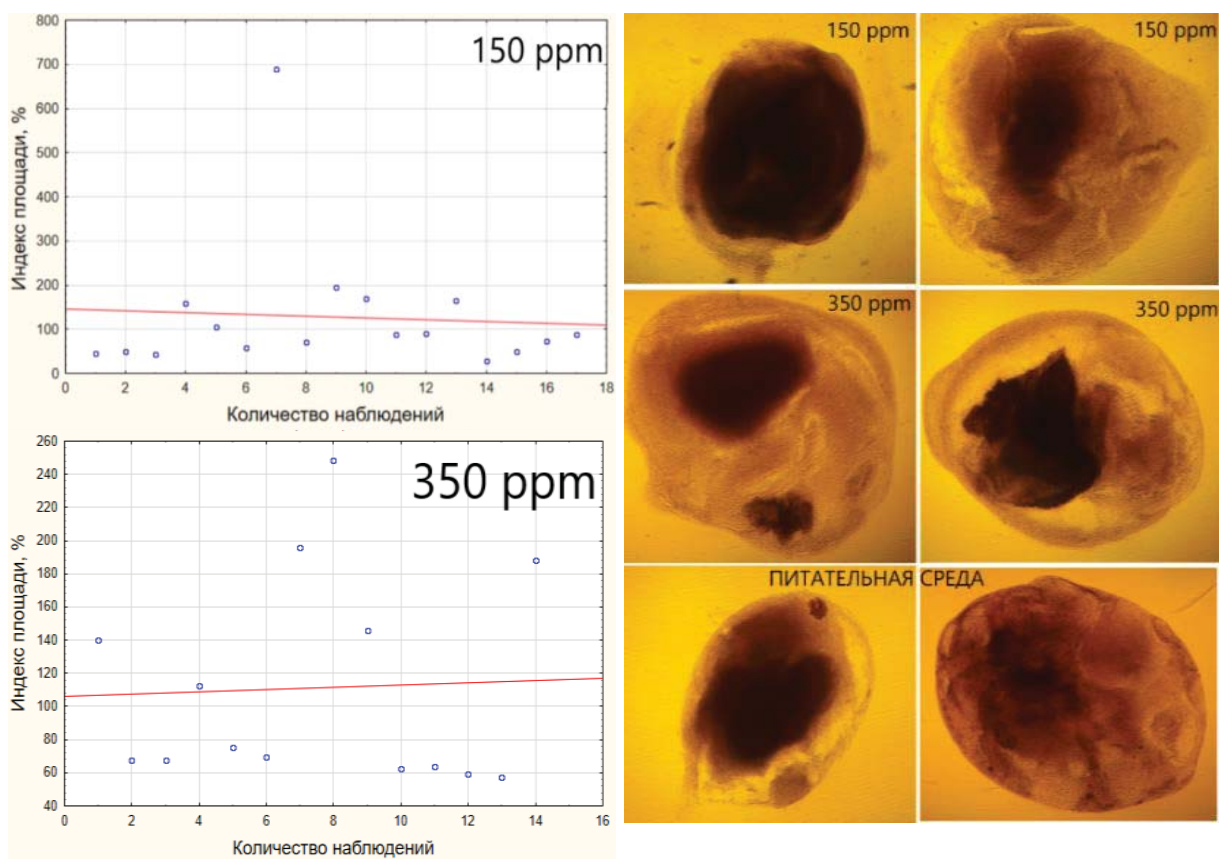 150 ppm
800
700
600
500
400
300
200
100
0
0 2 4 6 8 10 12 14 16 18
Индекс площади, %
Количество наблюдений
350 ppm
260
240
220
200
180
160
140
120
100
80
60
40
0 2 4 6 8 10 12 14 16
Индекс площади, %
Количество наблюдений
150 ppm
150 ppm
350 ppm
350 ppm
ПИТАТЕЛЬНАЯ СРЕДА